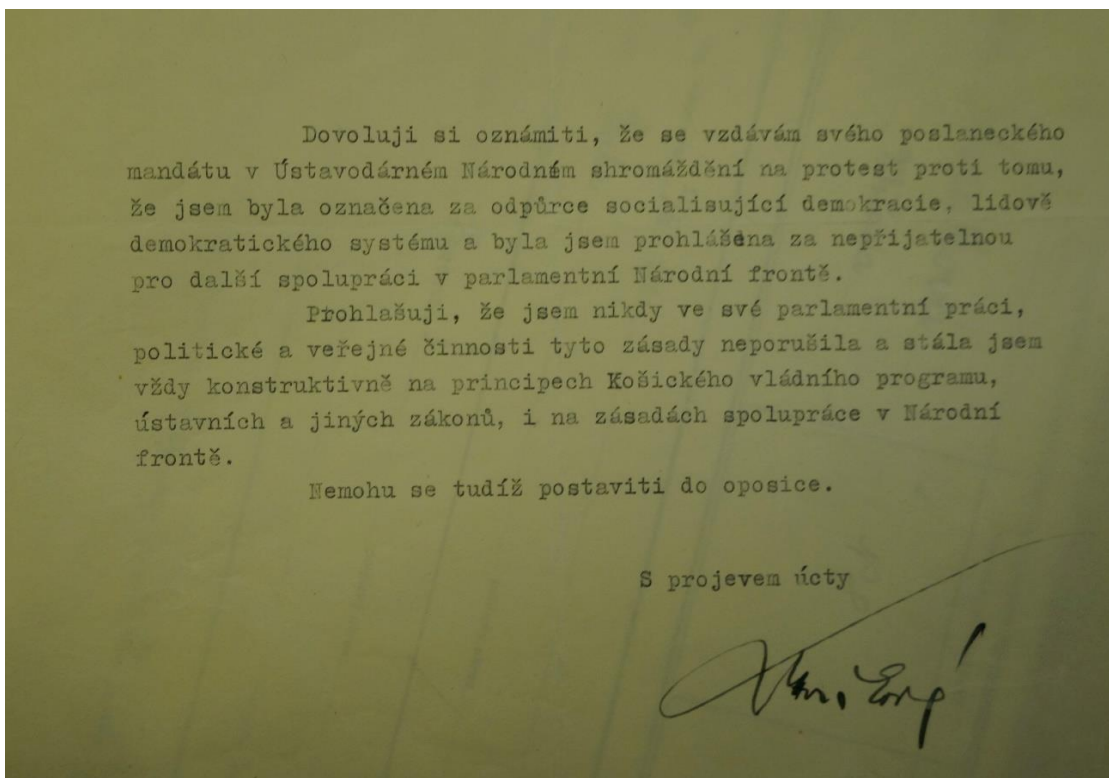 Dovoluji si oznámiti, že se vzdávám svého poslaneckého
mandátu v Ústavodárném Národném shromáždění na protest proti tomu,
že jsem byla označena za odpůrce socialisující demokracie, lidově
demokratického systému a byla jsem prohlášena za nepřijatelnou
pro další spolupráci v parlamentní Národní frontě.
Prohlašuji, že jsem nikdy ve své parlamentní práci,
politické a veřejné činnosti tyto zásady neporušila a stála jsem
vždy konstruktivně na principech Košického vládního programu,
ústavních a jiných zákonů, i na zásadách spolupráce v Národní
frontě.
Nemohu se tudíž postaviti do oposice.
S projevem úcty